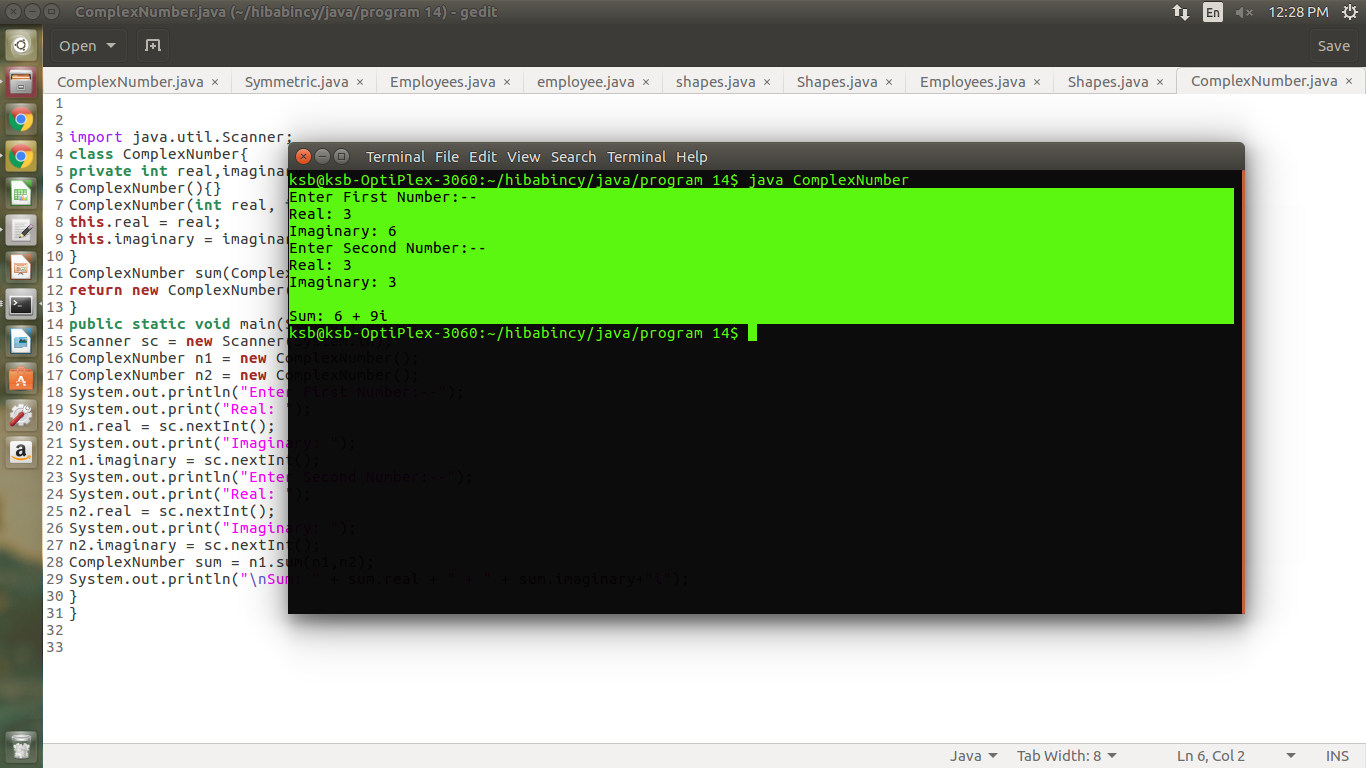 ComplexNumber.java (~/hibabincy/java/program 14) - gedit
En
12:28 PM
Open
Save
ComplexNumber.java × Symmetric.java × Employees.java × employee.java × shapes.java × Shapes.java × Employees.java × Shapes.java × ComplexNumber.java ×
1
2
3 import java.util.Scanner;
4 class ComplexNumber{
5 private int real,imaginar
6 ComplexNumber(){}
7 ComplexNumber(int real,
8 this.real = real;
9 this.imaginary = imaginar
10 }
11 ComplexNumber sum(Comple
12 return new ComplexNumber
13 }
14 public static void main(
15 Scanner sc = new Scanner
16 ComplexNumber n1 = new ComplexNumber();
17 ComplexNumber n2 = new ComplexNumber();
18 System.out.println("Enter First Number:--");
19 System.out.print("Real: ");
20 n1.real = sc.nextInt();
21 System.out.print("Imaginary: ");
22 n1.imaginary = sc.nextInt();
23 System.out.println("Enter Second Number:--");
24 System.out.print("Real: ");
25 n2.real = sc.nextInt();
26 System.out.print("Imaginary: ");
27 n2.imaginary = sc.nextInt();
28 ComplexNumber sum = n1.sum(n1,n2);
29 System.out.println("\nSum: " + sum.real + " + " + sum.imaginary+"i");
30 }
31 }
32
33
Terminal File Edit View Search Terminal Help
ksb@ksb-OptiPlex-3060:~/hibabincy/java/program 14$ java ComplexNumber
Enter First Number:--
Real: 3
Imaginary: 6
Enter Second Number:--
Real: 3
Imaginary: 3
Sum: 6 + 9i
ksb@ksb-OptiPlex-3060:~/hibabincy/java/program 14$
Java Tab Width: 8 Ln 6, Col 2 INS